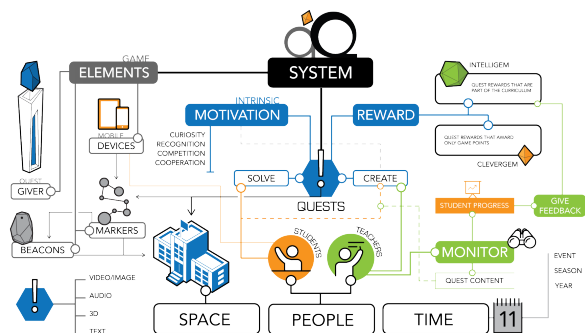 GAME
ELEMENTS
SYSTEM
INTELLIGEM
QUEST REWARDS THAT ARE
PART OF THE CURRICULUM
INTRINSIC
MOTIVATION
REWARD
CURIOSITY
RECOGNITION
COMPETITION
COOPERATION
QUEST REWARDS THAT AWARD
ONLY GAME POINTS
CLEVERGEM
MOBILE
DEVICES
SOLVE
CREATE
QUESTS
QUEST
GIVER
MARKERS
BEACONS
STUDENTS
TEACHERS
STUDENT PROGRESS
GIVE
FEEDBACK
MONITOR
QUEST CONTENT
EVENT
SEASON
YEAR
VIDEO/IMAGE
AUDIO
3D
TEXT
SPACE
PEOPLE
TIME
11